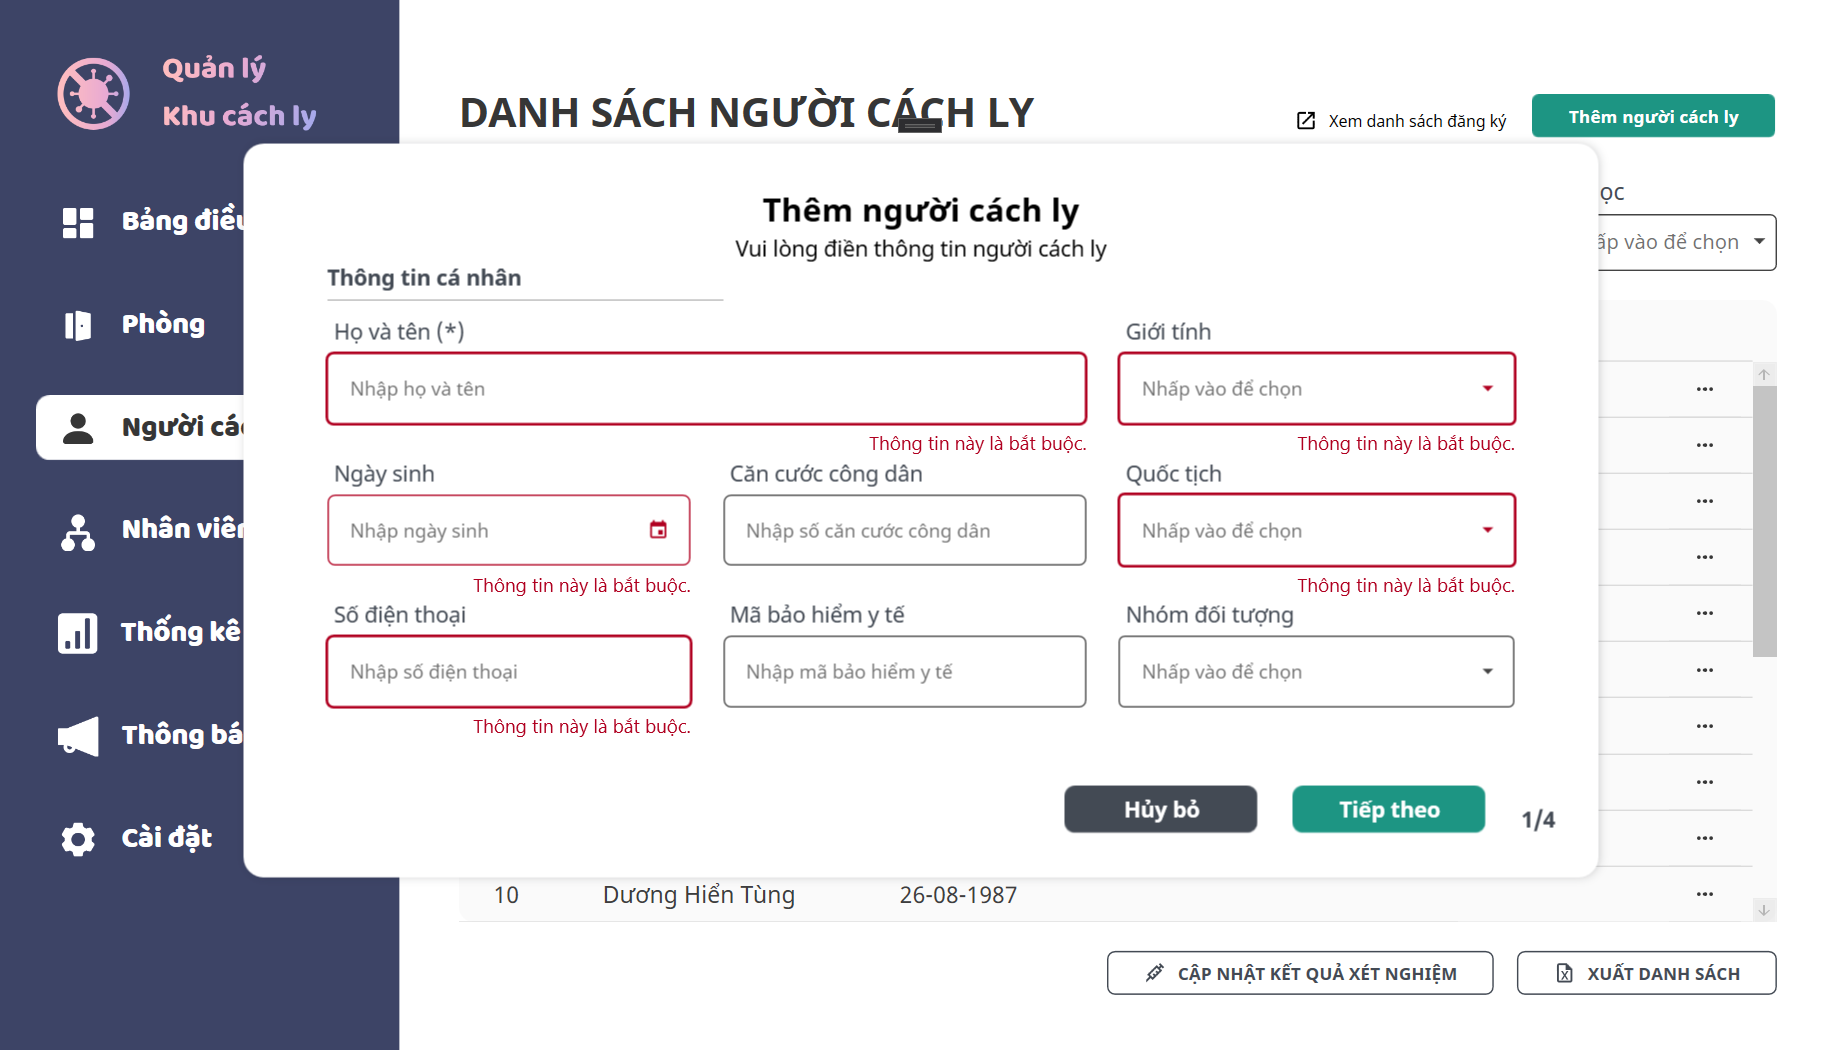 Quản lý
Khu cách ly
Bảng điều
Phòng
Người các
Nhân viên
Thống kê
Thông bá
Cài đặt
DANH SÁCH NGƯỜI CÁCH LY
Xem danh sách đăng ký
Thêm người cách ly
ọc
ấp vào để chọn
Thêm người cách ly
Vui lòng điền thông tin người cách ly
Thông tin cá nhân
Họ và tên (*)
Giới tính
Nhập họ và tên
Nhấp vào để chọn
Thông tin này là bắt buộc.
Thông tin này là bắt buộc.
Ngày sinh
Căn cước công dân
Quốc tịch
Nhập ngày sinh
Nhập số căn cước công dân
Nhấp vào để chọn
Thông tin này là bắt buộc.
Thông tin này là bắt buộc.
Số điện thoại
Mã bảo hiểm y tế
Nhóm đối tượng
Nhập số điện thoại
Nhập mã bảo hiểm y tế
Nhấp vào để chọn
Thông tin này là bắt buộc.
Hủy bỏ
Tiếp theo
1/4
10 Dương Hiển Tùng 26-08-1987
CẬP NHẬT KẾT QUẢ XÉT NGHIỆM
XUẤT DANH SÁCH